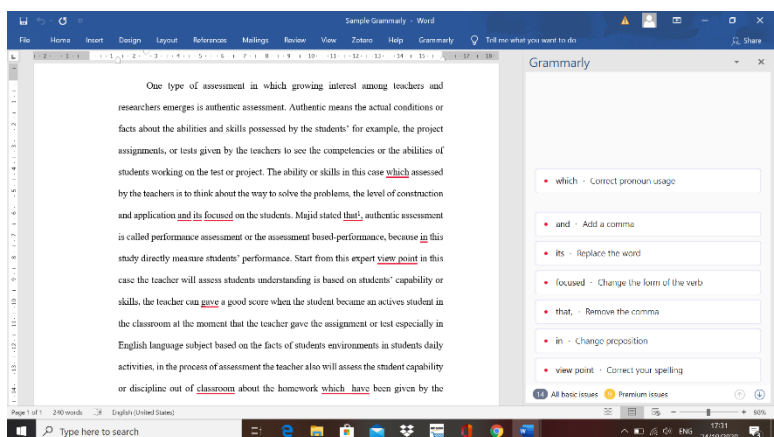 Sample Grammarly - Word
File Home Insert Design Layout References Mailings Review View Zotero Help Grammarly Tell me what you want to do Share
Grammarly
One type of assessment in which growing interest among teachers and
researchers emerges is authentic assessment. Authentic means the actual conditions or
facts about the abilities and skills possessed by the students' for example, the project
assignments, or tests given by the teachers to see the competencies or the abilities of
students working on the test or project. The ability or skills in this case which assessed
by the teachers is to think about the way to solve the problems, the level of construction
and application and its focused on the students. Majid stated that¹, authentic assessment
is called performance assessment or the assessment based-performance, because in this
study directly measure students' performance. Start from this expert view point in this
case the teacher will assess students understanding is based on students' capability or
skills, the teacher can gave a good score when the student became an actives student in
the classroom at the moment that the teacher gave the assignment or test especially in
English language subject based on the facts of students environments in students daily
activities, in the process of assessment the teacher also will assess the student capability
or discipline out of classroom about the homework which have been given by the
which · Correct pronoun usage
and · Add a comma
its · Replace the word
focused · Change the form of the verb
that, · Remove the comma
in · Change preposition
view point · Correct your spelling
14 All basic issues Premium issues
Page 1 of 1 240 words English (United States) 90%
Type here to search ENG 17:31
24/10/2020